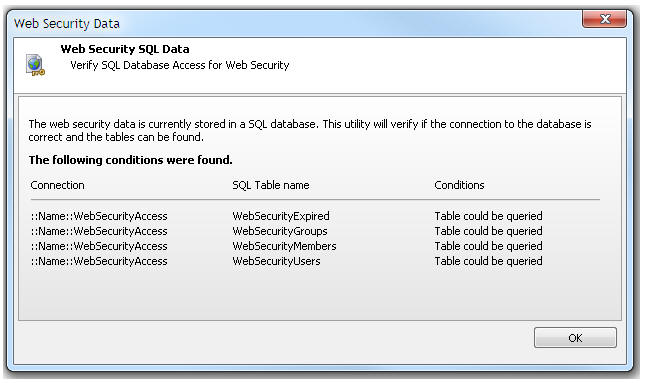 Web Security Data
Web Security SQL Data
Verify SQL Database Access for Web Security
The web security data is currently stored in a SQL database. This utility will verify if the connection to the database is
correct and the tables can be found.
The following conditions were found.
Connection SQL Table name Conditions
::Name::WebSecurityAccess WebSecurityExpired Table could be queried
::Name::WebSecurityAccess WebSecurityGroups Table could be queried
::Name::WebSecurityAccess WebSecurityMembers Table could be queried
::Name::WebSecurityAccess WebSecurityUsers Table could be queried
OK